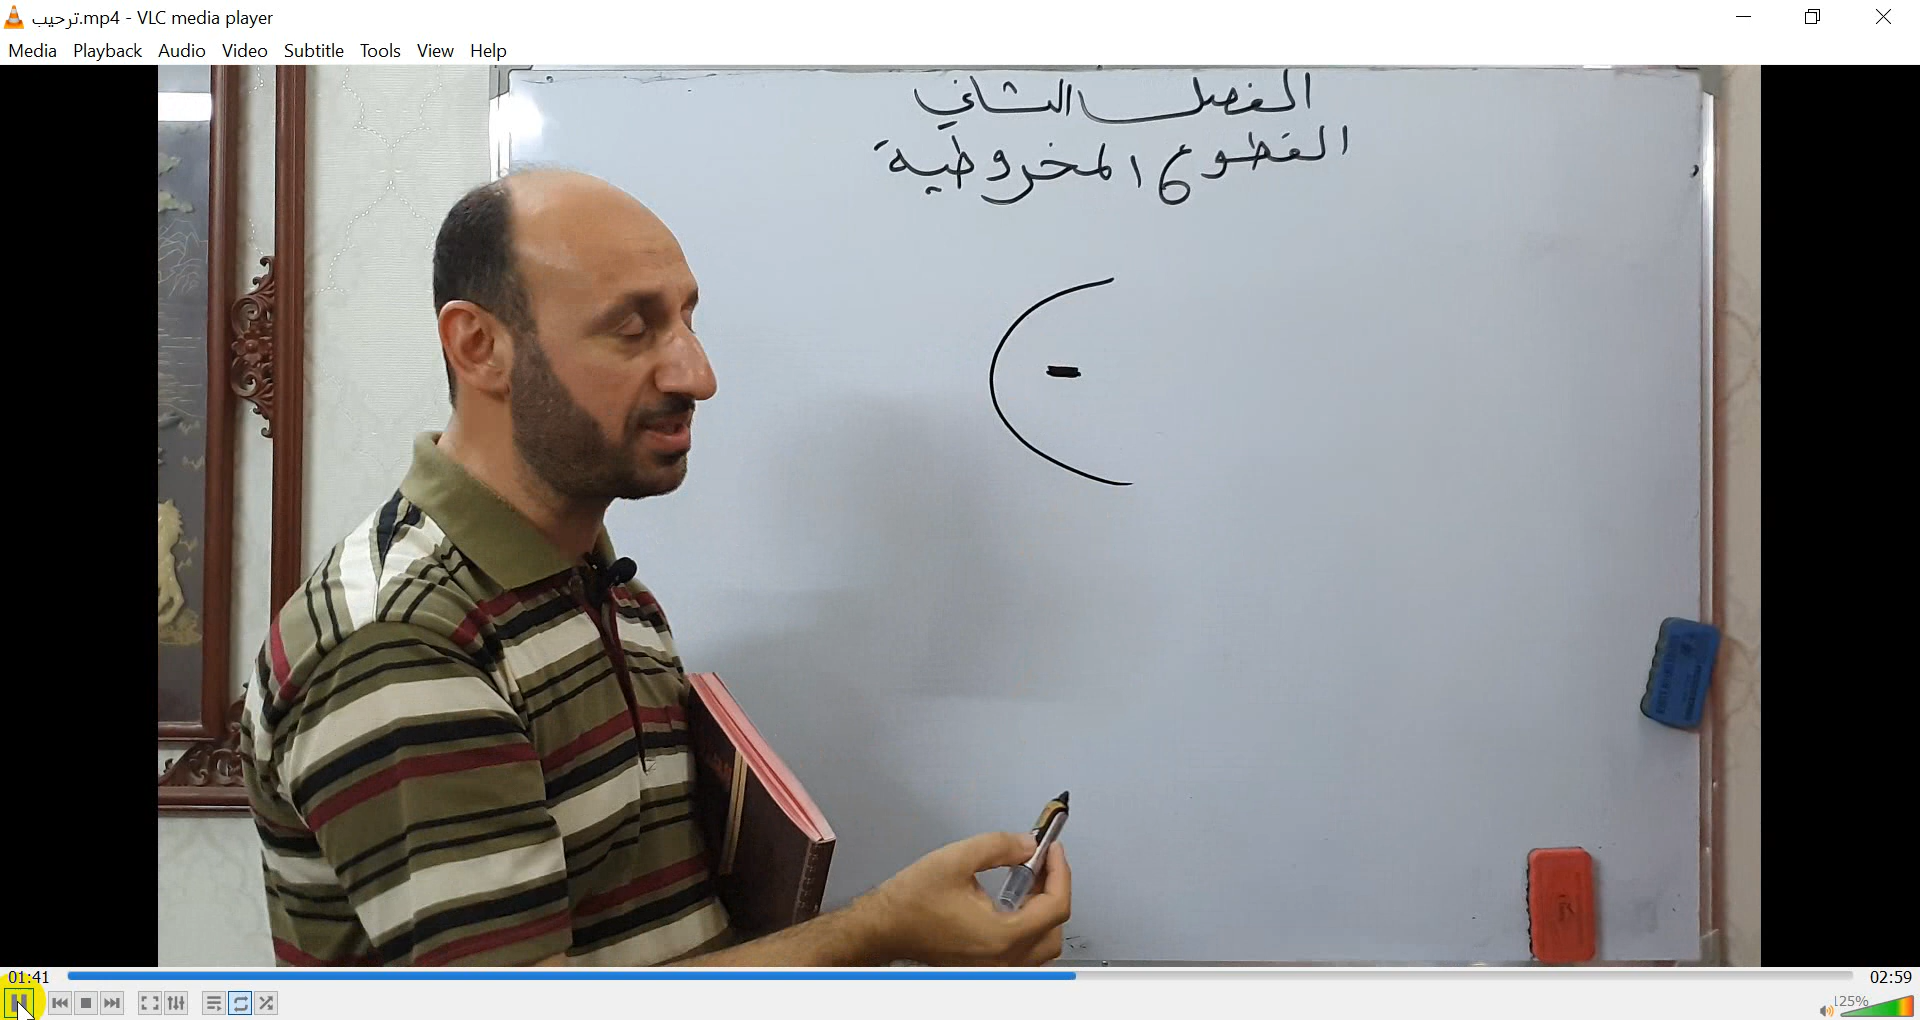 ترحيب.mp4 - VLC media player
Media Playback Audio Video Subtitle Tools View Help
الفصل الثاني
القطوع المخروطية
01:41
02:59
125%